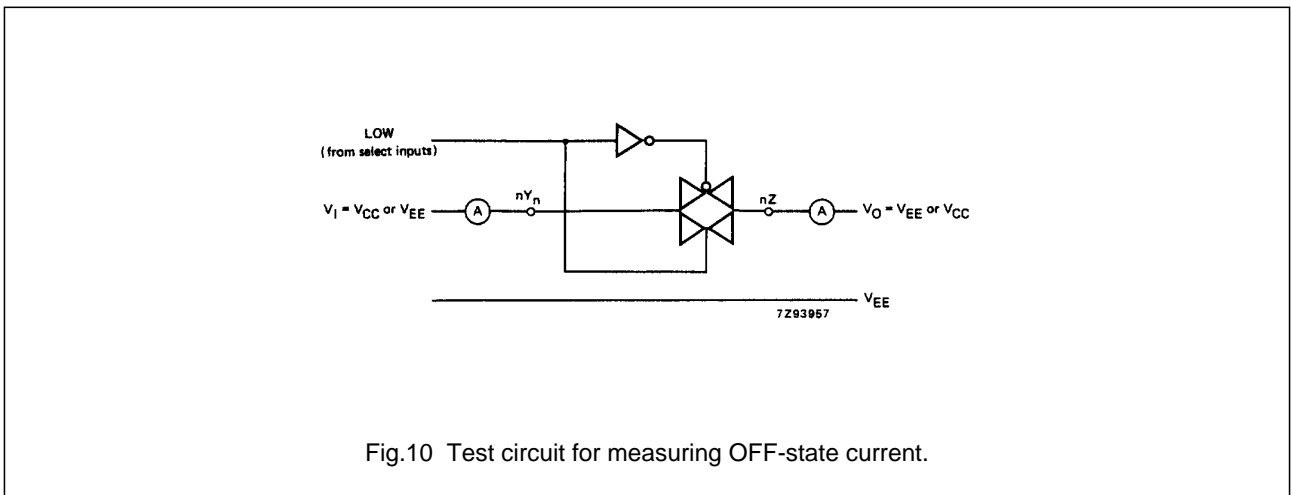 LOW
(from select inputs)
V_I = V_CC or V_EE
A
nY_n
nZ
A
V_O = V_EE or V_CC
V_EE
7Z93957
Fig.10 Test circuit for measuring OFF-state current.